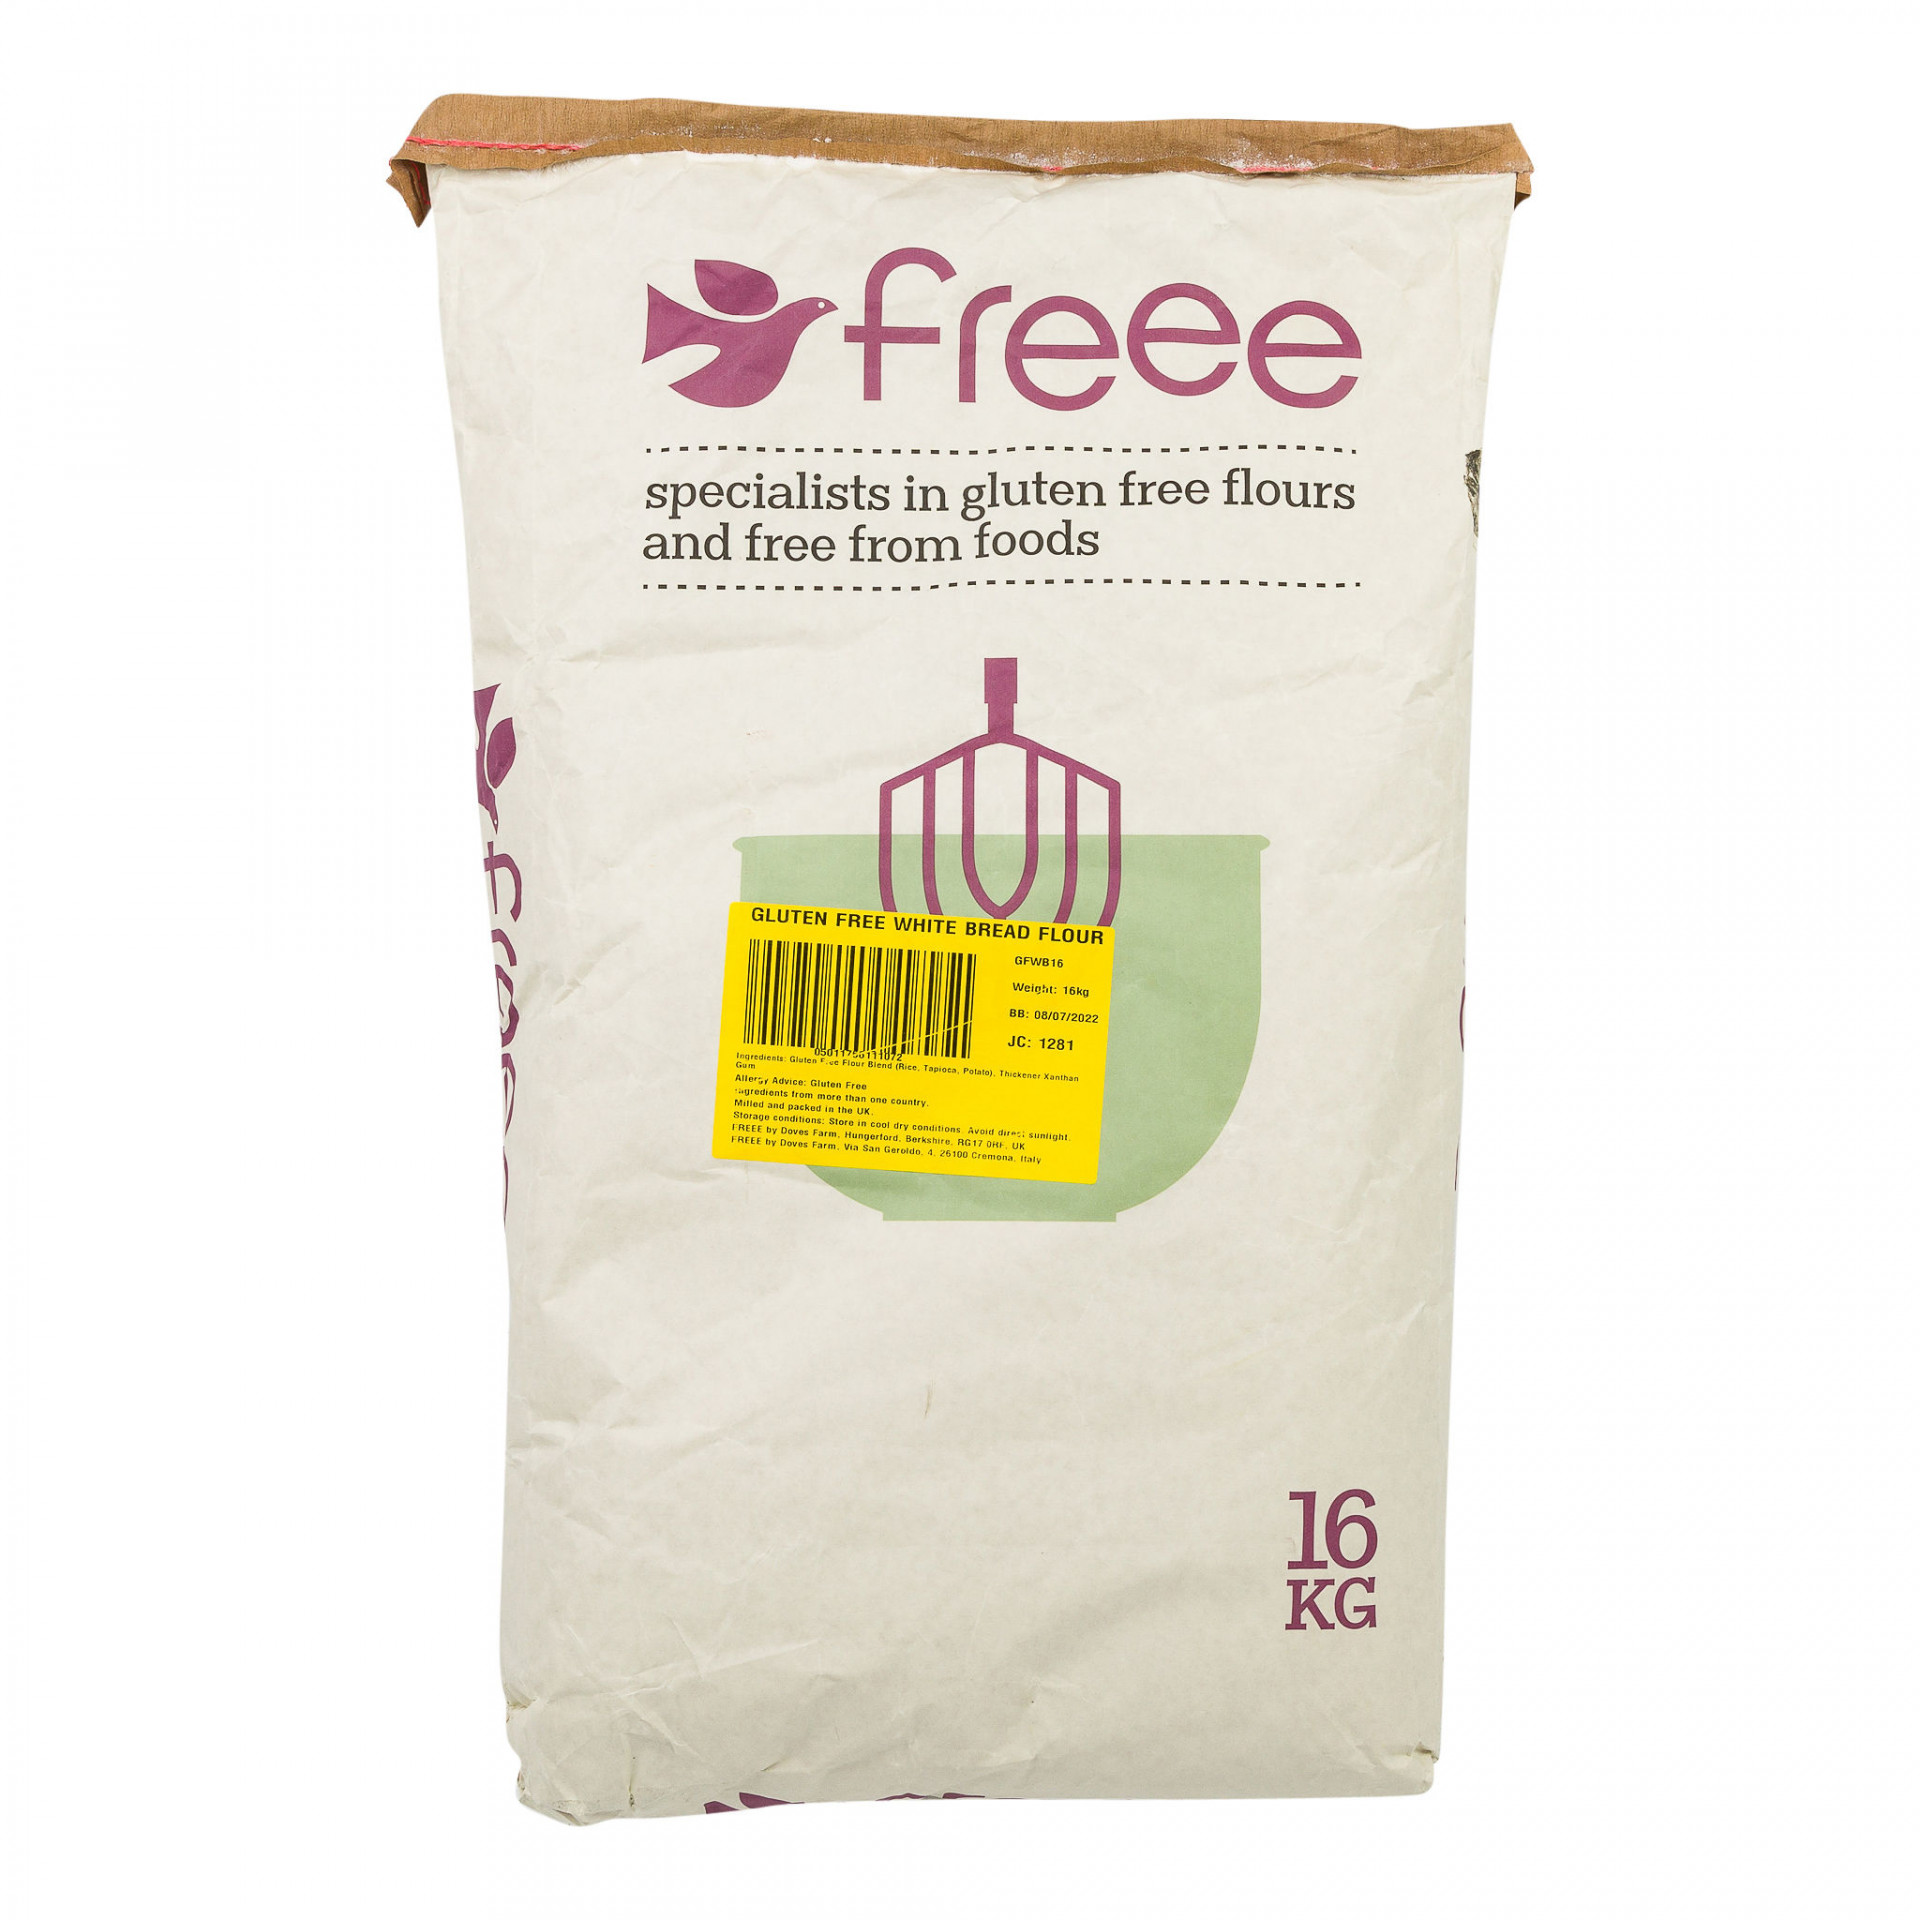 freee
specialists in gluten free flours
and free from foods
GLUTEN FREE WHITE BREAD FLOUR
GFWB16
Weight: 16kg
BB: 08/07/2022
JC: 1281
Ingredients: Gluten Free Flour Blend (Rice, Tapioca, Potato), Thickener Xanthan
Gum
Allergy Advice: Gluten Free
Ingredients from more than one country.
Milled and packed in the UK.
Storage conditions: Store in cool dry conditions. Avoid direct sunlight.
FREEE by Doves Farm, Hungerford, Berkshire, RG17 0RF, UK
FREEE by Doves Farm, Via San Geroldo, 4, 26100 Cremona, Italy
16
KG